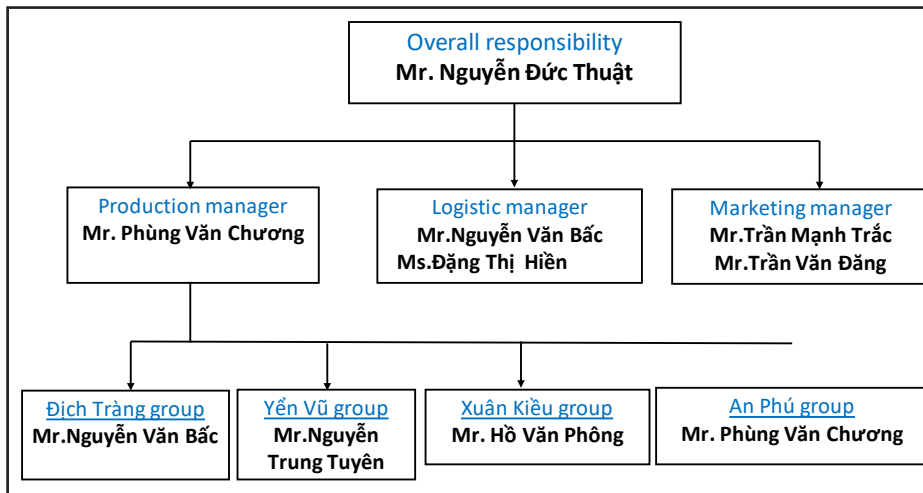 Overall responsibility
Mr. Nguyễn Đức Thuật
Production manager
Mr. Phùng Văn Chương
Logistic manager
Mr.Nguyễn Văn Bấc
Ms.Đặng Thị Hiền
Marketing manager
Mr.Trần Mạnh Trắc
Mr.Trần Văn Đăng
Địch Tràng group
Mr.Nguyễn Văn Bấc
Yển Vũ group
Mr.Nguyễn
Trung Tuyên
Xuân Kiều group
Mr. Hồ Văn Phông
An Phú group
Mr. Phùng Văn Chương